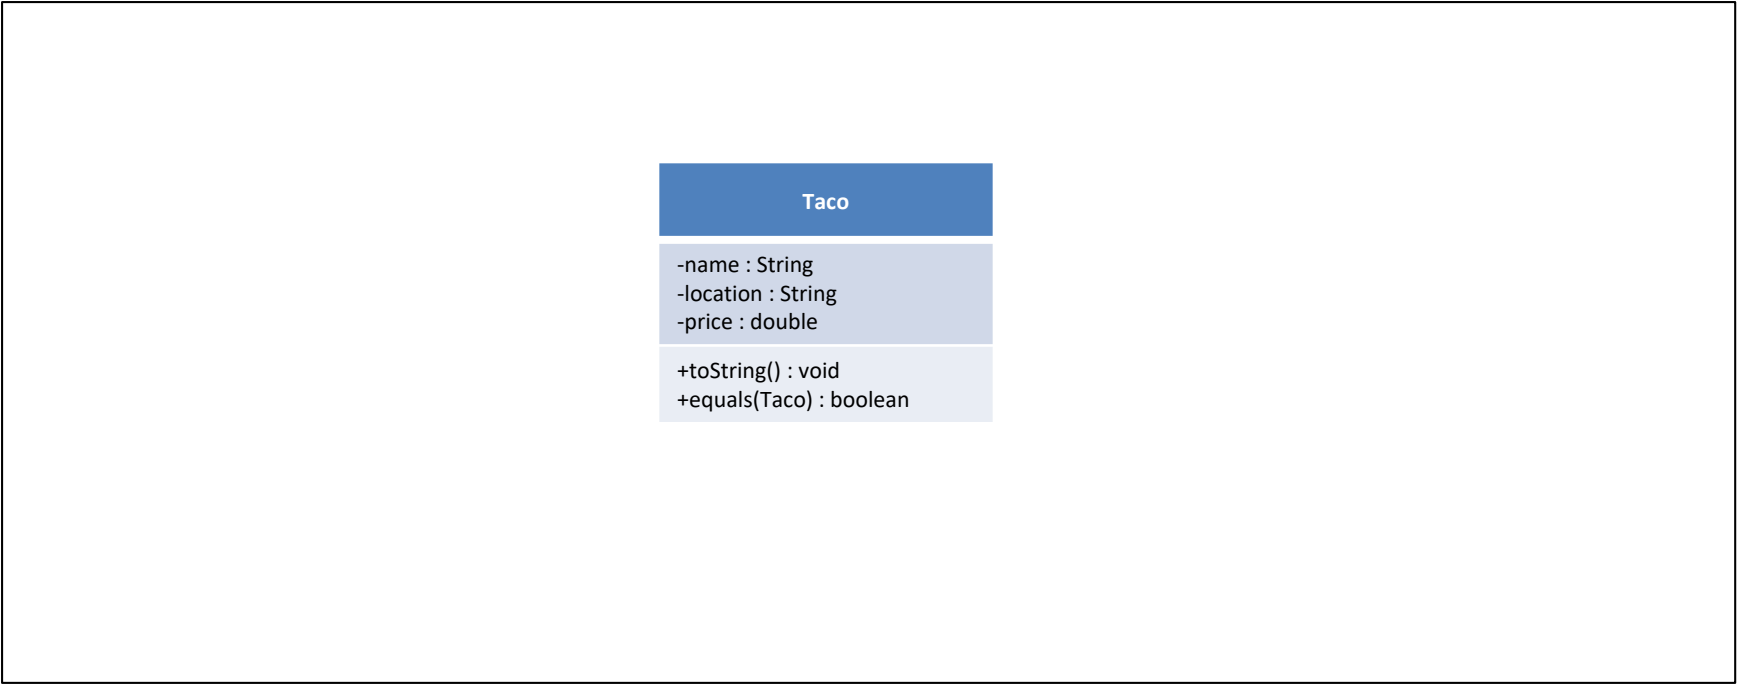 Taco
-name : String
-location : String
-price : double
+toString() : void
+equals(Taco) : boolean